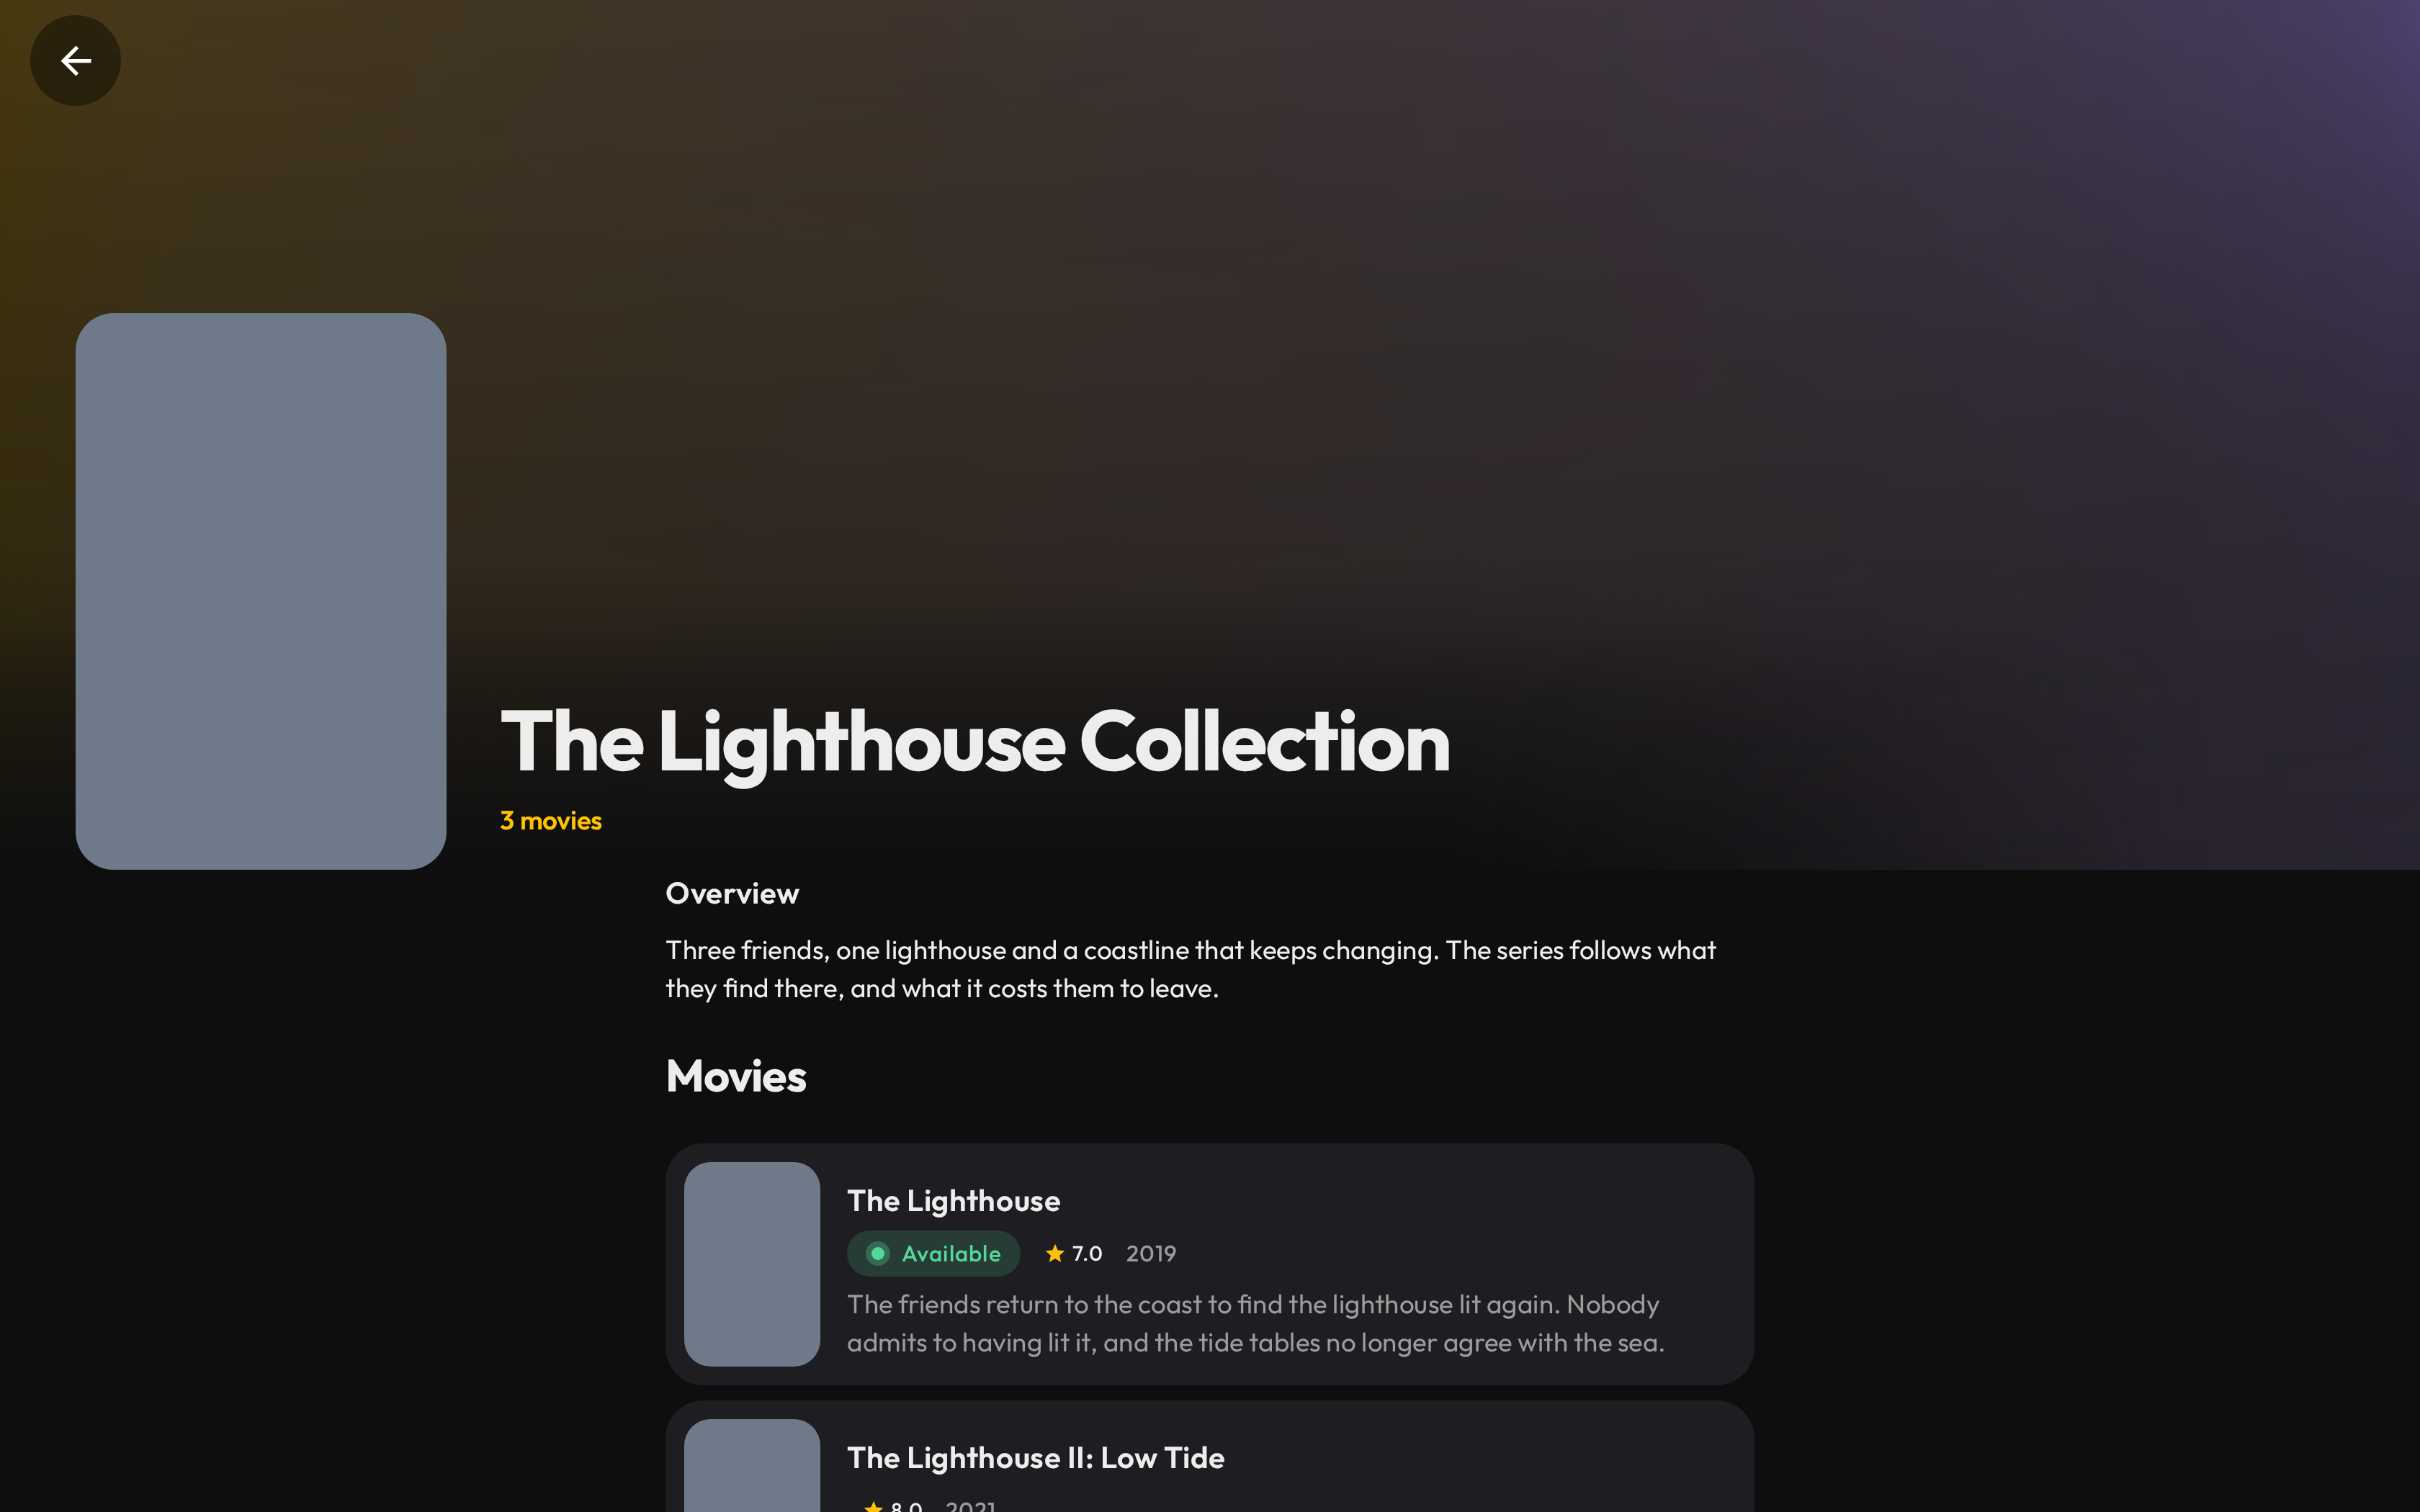 The Lighthouse Collection
3 movies
Overview
Three friends, one lighthouse and a coastline that keeps changing. The series follows what
they find there, and what it costs them to leave.
Movies
The Lighthouse
Available 7.0 2019
The friends return to the coast to find the lighthouse lit again. Nobody
admits to having lit it, and the tide tables no longer agree with the sea.
The Lighthouse II: Low Tide
8.0 2021